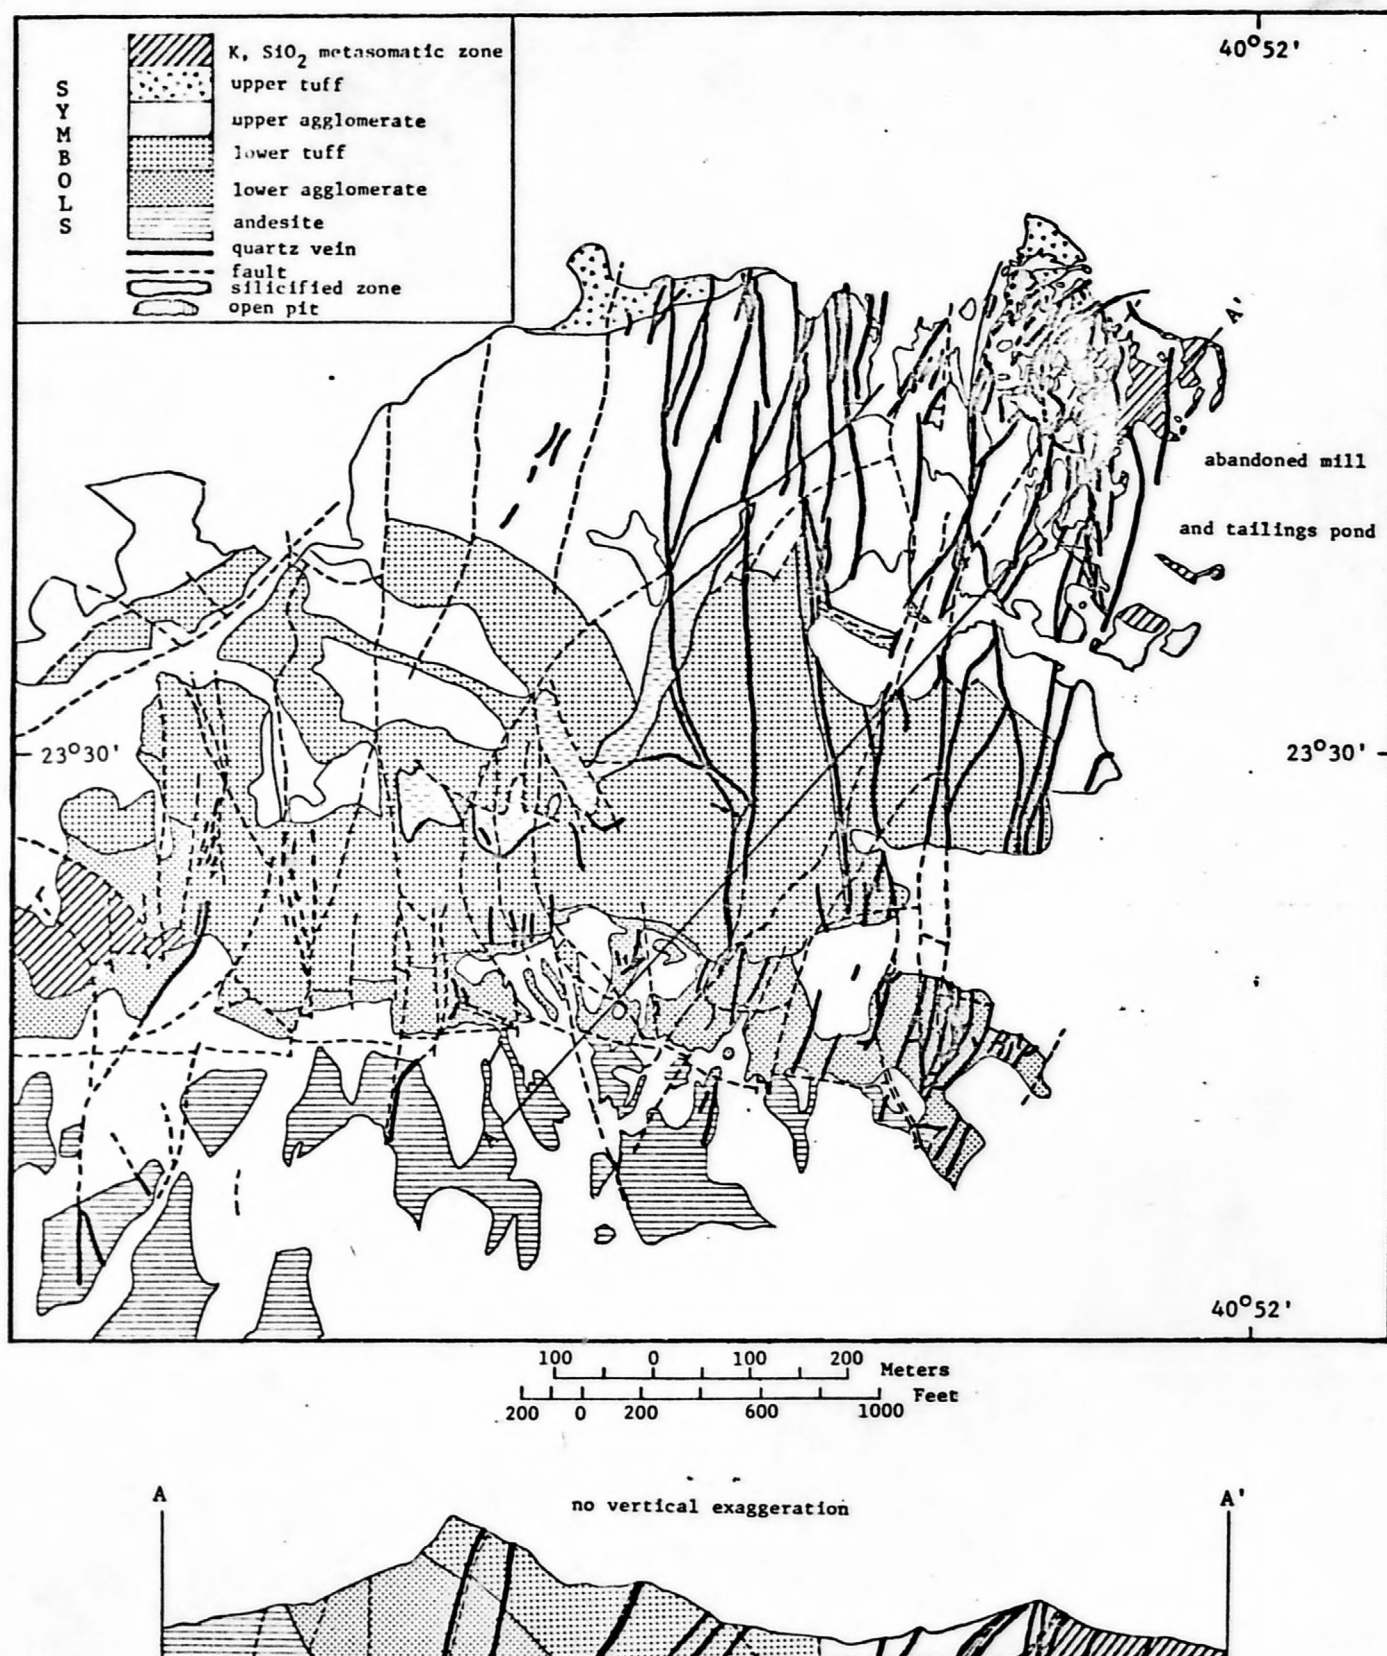 SYMBOLS
K, SiO2 metasomatic zone
upper tuff
upper agglomerate
lower tuff
lower agglomerate
andesite
quartz vein
fault
silicified zone
open pit
40°52'
A'
abandoned mill
and tailings pond
A
23°30'
23°30'
40°52'
100 0 100 200 Meters
Feet
200 0 200 600 1000
A
A'
no vertical exaggeration